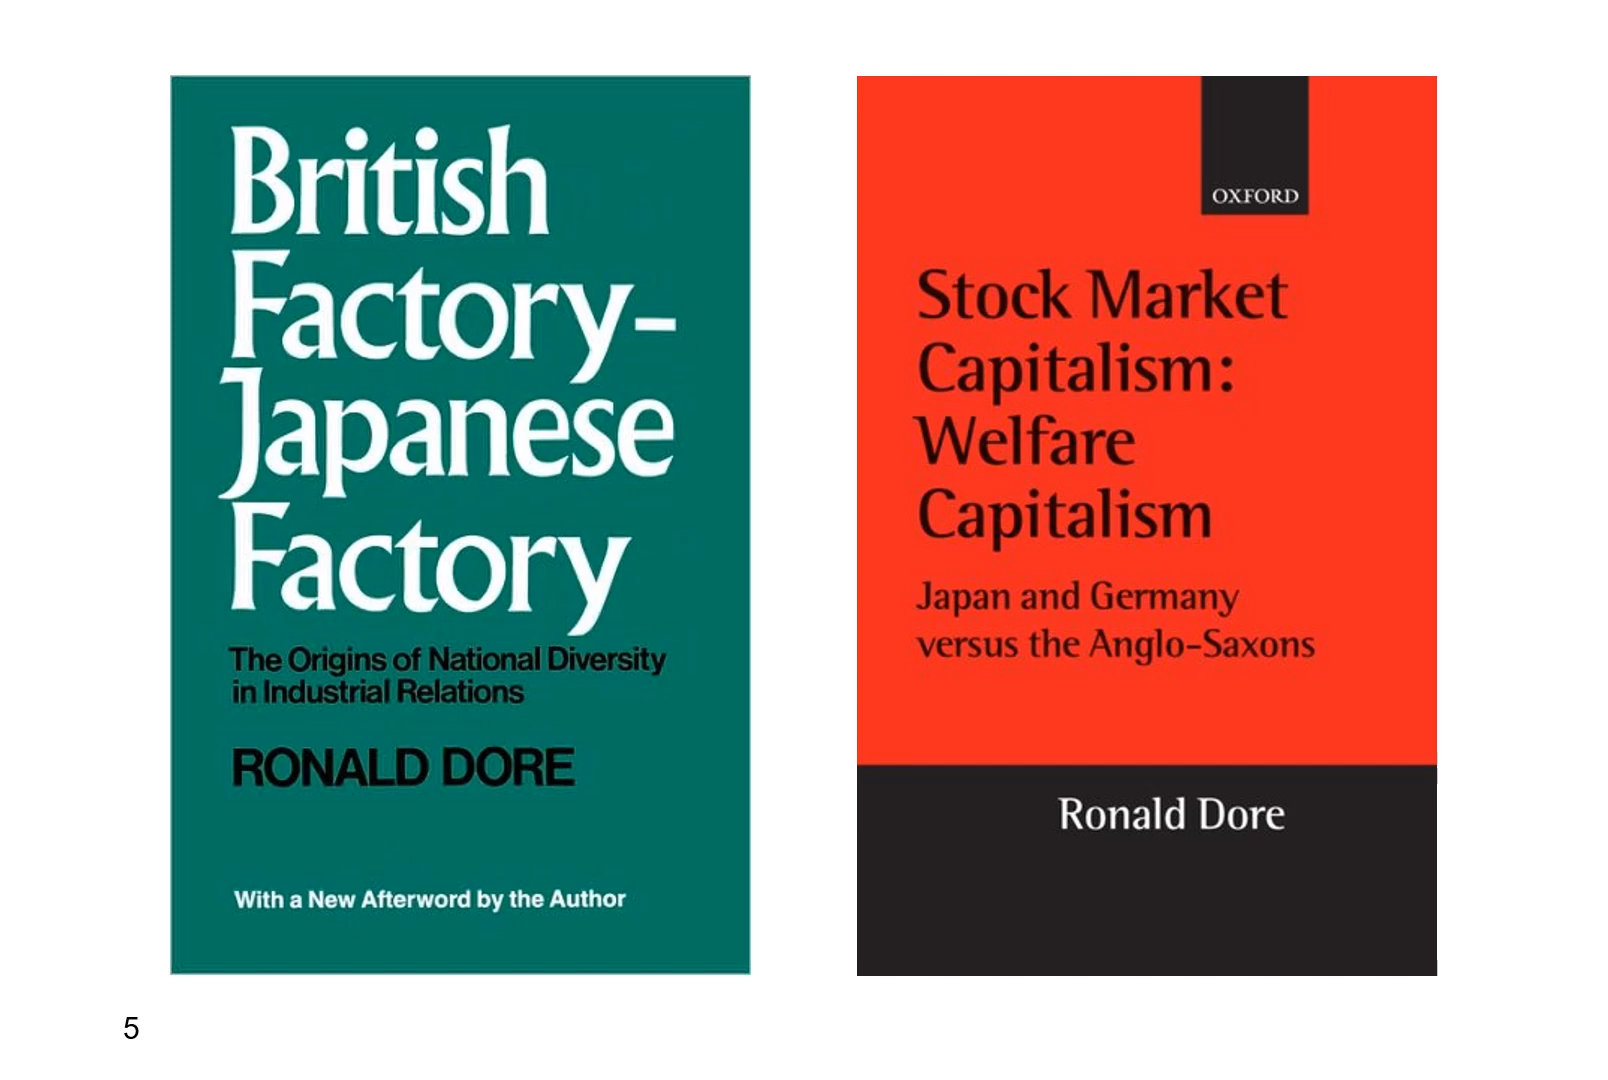 British
Factory-
Japanese
Factory
The Origins of National Diversity
in Industrial Relations
RONALD DORE
With a New Afterword by the Author
OXFORD
Stock Market
Capitalism:
Welfare
Capitalism
Japan and Germany
versus the Anglo-Saxons
Ronald Dore
5